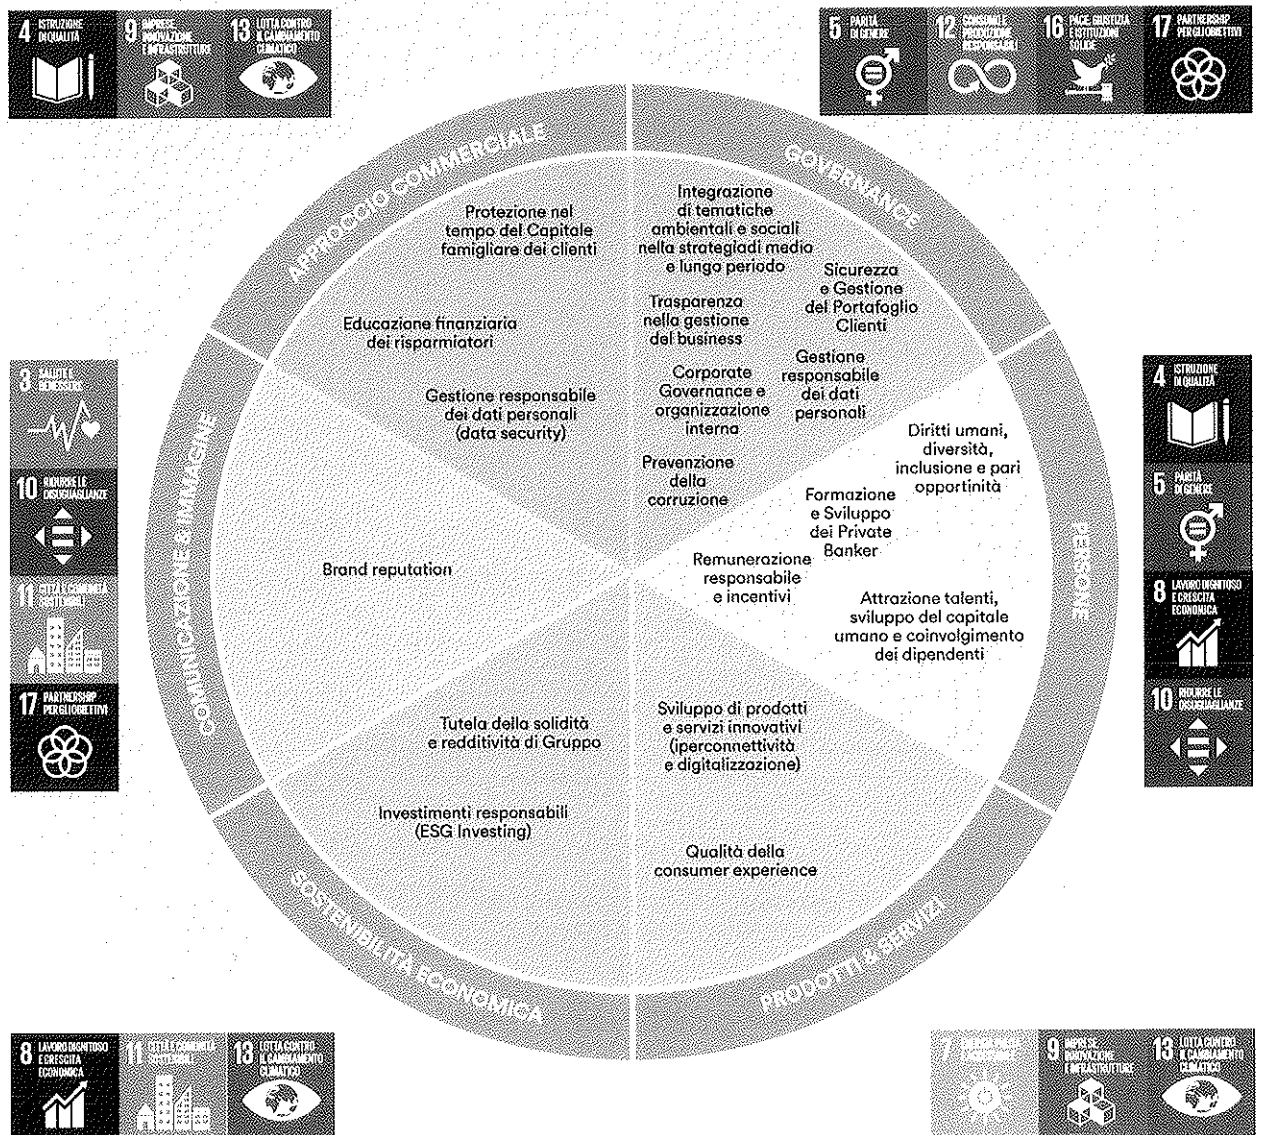 4 ISTRUZIONE
DI QUALITÀ
9 IMPRESE,
INNOVAZIONE
E INFRASTRUTTURE
13 LOTTA CONTRO
IL CAMBIAMENTO
CLIMATICO
5 PARITÀ
DI GENERE
12 CONSUMO E
PRODUZIONE
RESPONSABILI
16 PACE, GIUSTIZIA
E ISTITUZIONI
SOLIDE
17 PARTNERSHIP
PER GLI OBIETTIVI
APPROCCIO COMMERCIALE
Protezione nel
tempo del Capitale
famigliare dei clienti
Educazione finanziaria
dei risparmiatori
Gestione responsabile
dei dati personali
(data security)
GOVERNANCE
Integrazione
di tematiche
ambientali e sociali
nella strategiadi media
e lungo periodo
Sicurezza
e Gestione
del Portafoglio
Clienti
Trasparenza
nella gestione
del business
Gestione
responsabile
dei dati
personali
Corporate
Governance e
organizzazione
interna
Prevenzione
della
corruzione
3 SALUTE E
BENESSERE
10 RIDURRE LE
DISUGUAGLIANZE
11 CITTÀ E COMUNITÀ
SOSTENIBILI
17 PARTNERSHIP
PER GLI OBIETTIVI
COMUNICAZIONE & IMMAGINE
Brand reputation
PERSONE
Diritti umani,
diversità,
inclusione e pari
opportinità
Formazione
e Sviluppo
dei Private
Banker
Remunerazione
responsabile
e incentivi
Attrazione talenti,
sviluppo del capitale
umano e coinvolgimento
dei dipendenti
4 ISTRUZIONE
DI QUALITÀ
5 PARITÀ
DI GENERE
8 LAVORO DIGNITOSO
E CRESCITA
ECONOMICA
10 RIDURRE LE
DISUGUAGLIANZE
Tutela della solidità
e redditività di Gruppo
Investimenti responsabili
(ESG Investing)
SOSTENIBILITÀ ECONOMICA
Sviluppo di prodotti
e servizi innovativi
(iperconnettività
e digitalizzazione)
Qualità della
consumer experience
PRODOTTI & SERVIZI
8 LAVORO DIGNITOSO
E CRESCITA
ECONOMICA
11 CITTÀ E COMUNITÀ
SOSTENIBILI
13 LOTTA CONTRO
IL CAMBIAMENTO
CLIMATICO
7
9 IMPRESE,
INNOVAZIONE
E INFRASTRUTTURE
13 LOTTA CONTRO
IL CAMBIAMENTO
CLIMATICO